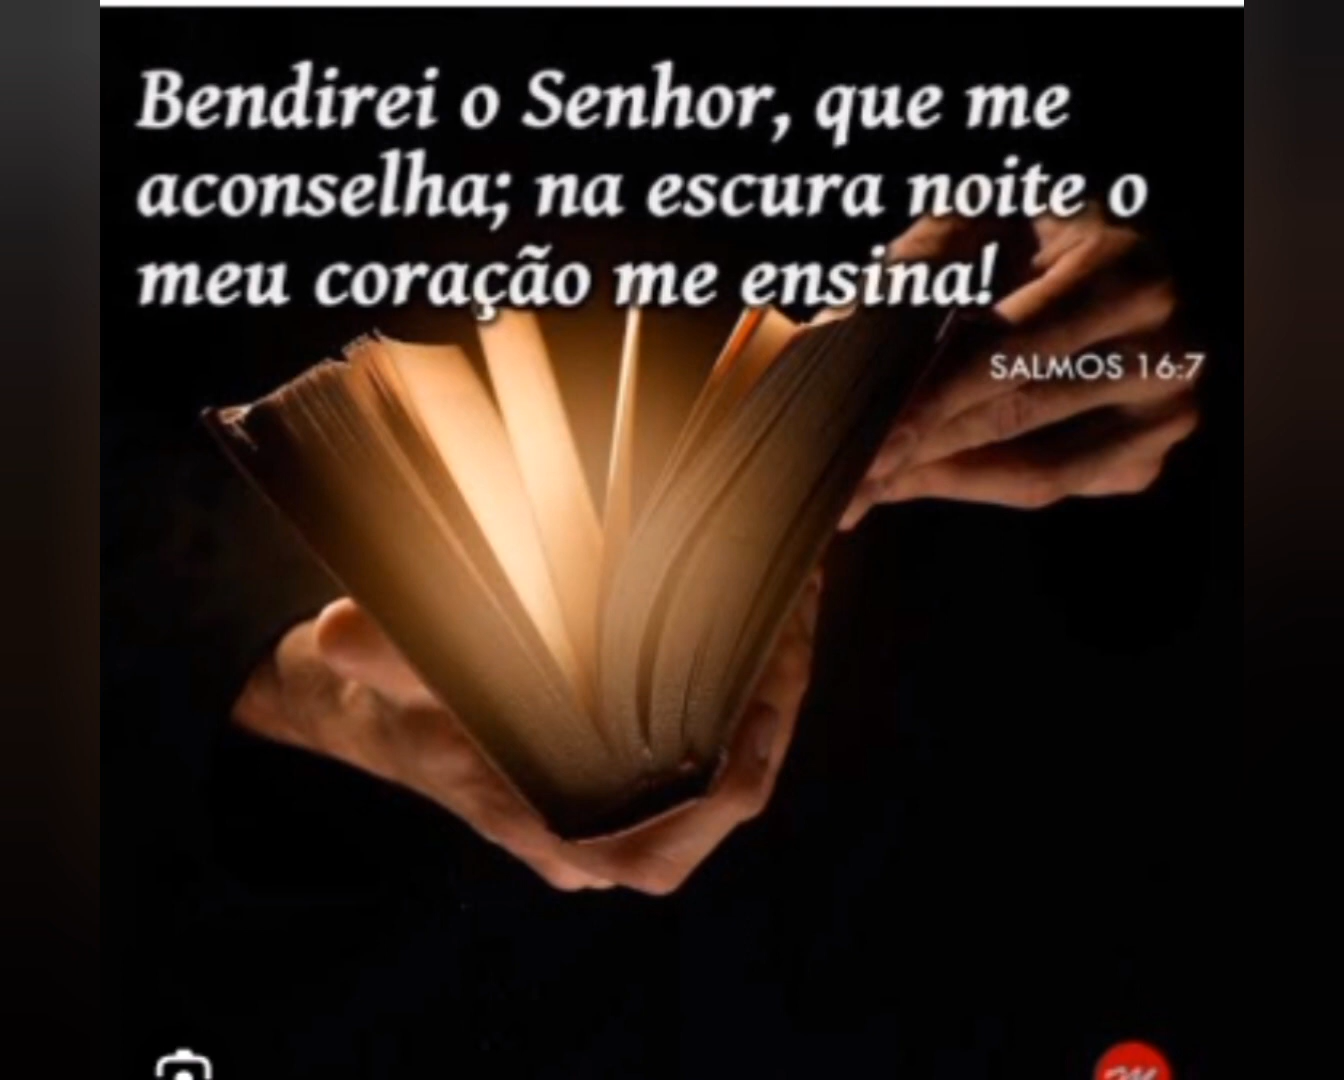 Bendirei o Senhor, que me
aconselha; na escura noite o
meu coração me ensina!
SALMOS 16:7